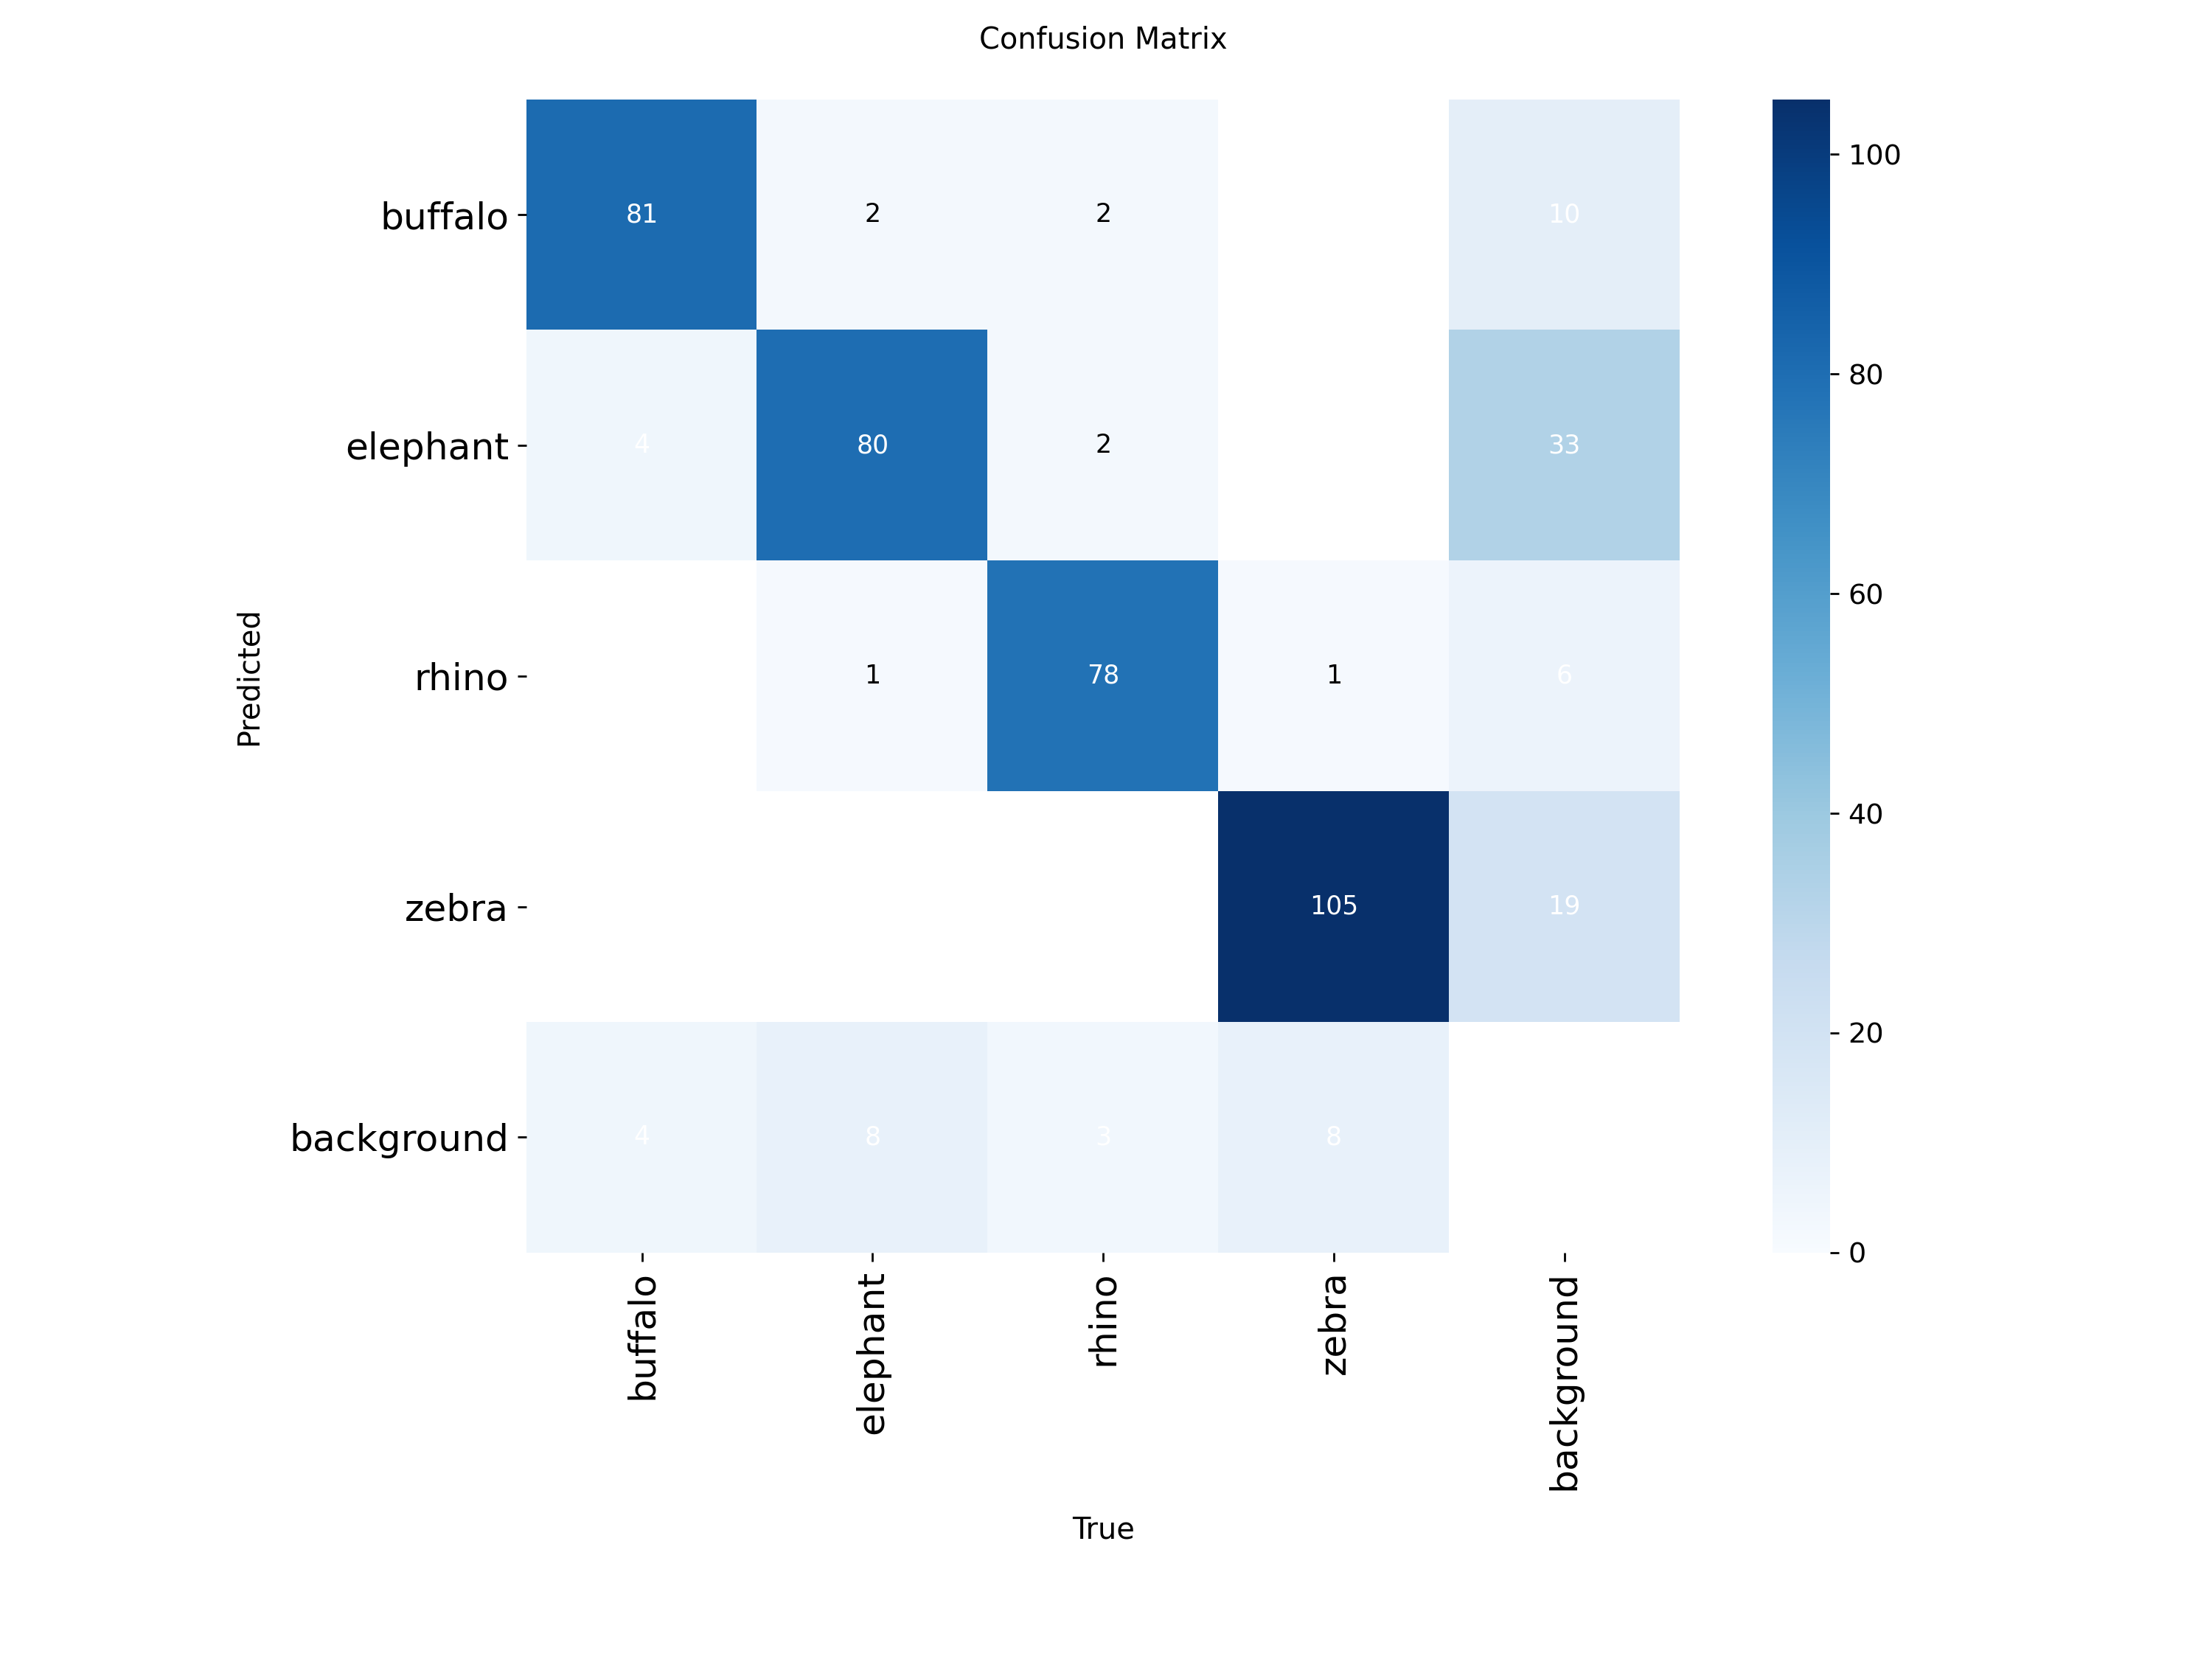 Confusion Matrix
buffalo 81 2 2 10
elephant 4 80 2 33
rhino 1 78 1 6
zebra 105 19
background 4 8 3 8
buffalo elephant rhino zebra background
Predicted
True
100
80
60
40
20
0